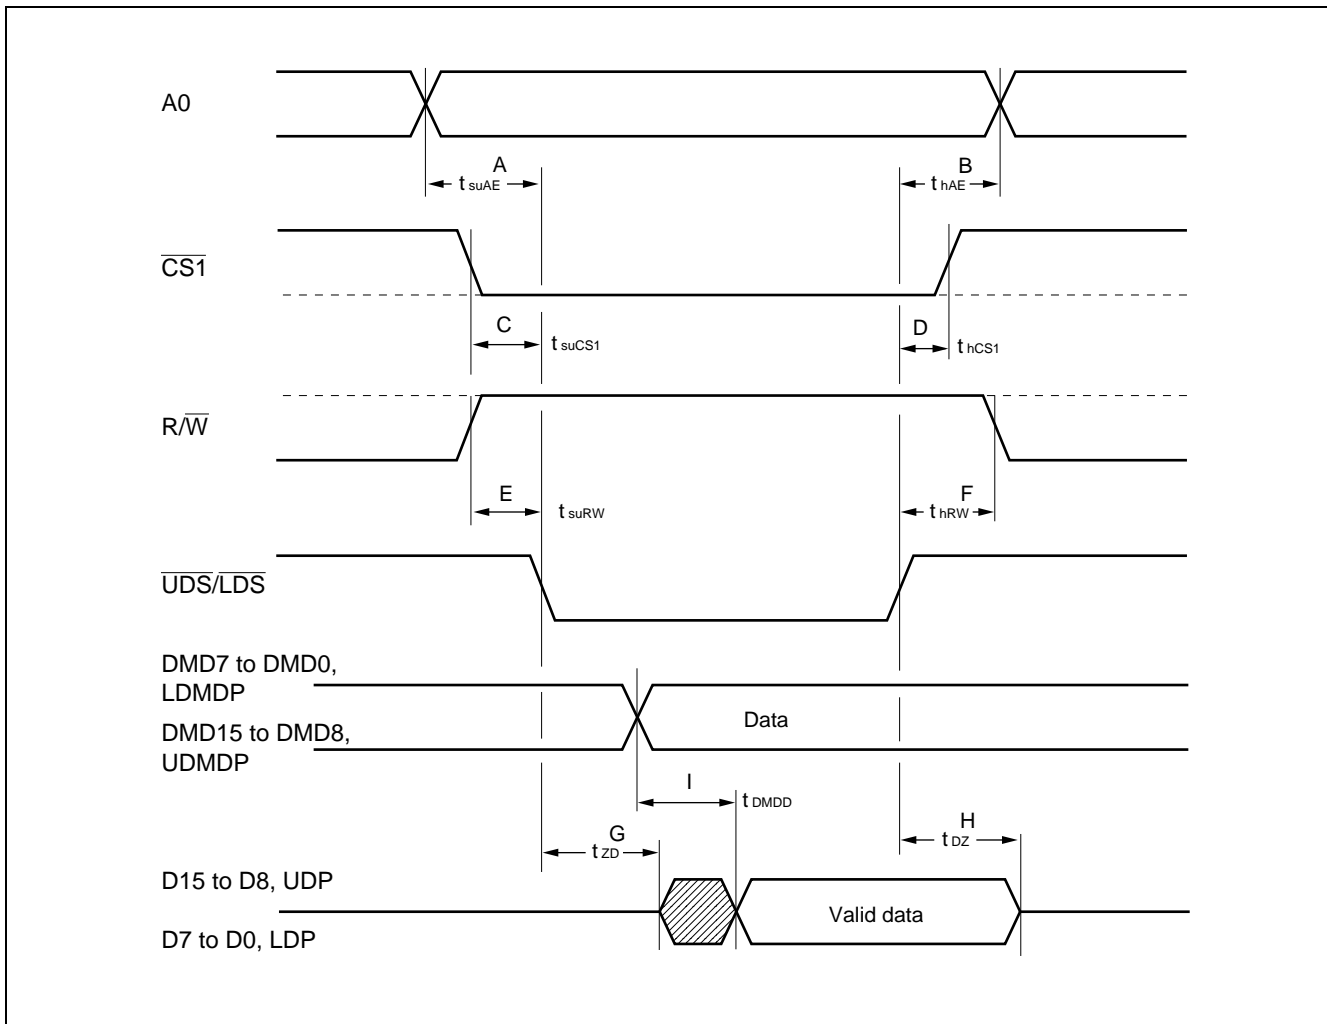 A0
A
t suAE
B
t hAE
CS1
C
t suCS1
D
t hCS1
R/W
E
t suRW
F
t hRW
UDS/LDS
DMD7 to DMD0,
LDMDP
Data
DMD15 to DMD8,
UDMDP
I
t DMDD
G
t ZD
H
t DZ
D15 to D8, UDP
Valid data
D7 to D0, LDP